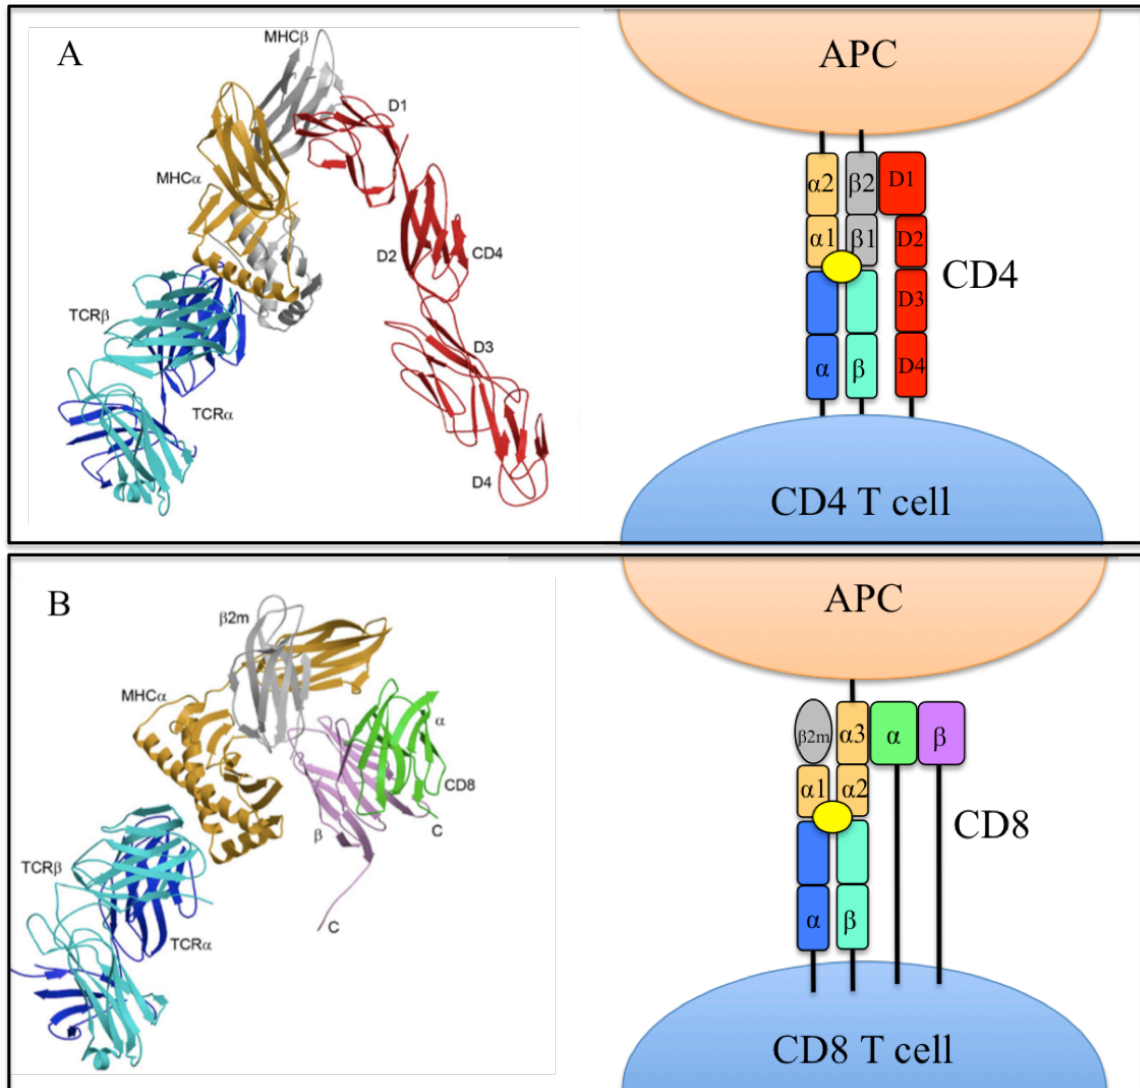 A
MHCβ
D1
MHCα
D2
CD4
TCRβ
D3
TCRα
D4
APC
α2
β2
D1
α1
β1
D2
CD4
D3
α
β
D4
CD4 T cell
B
β2m
MHCα
α
CD8
β
C
C
TCRβ
TCRα
APC
β2m
α3
α
β
α1
α2
CD8
α
β
CD8 T cell